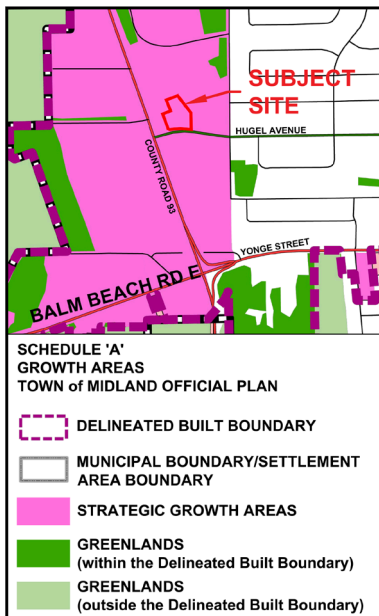 SUBJECT
SITE
HUGEL AVENUE
COUNTY ROAD 93
YONGE STREET
BALM BEACH RD E
SCHEDULE 'A'
GROWTH AREAS
TOWN of MIDLAND OFFICIAL PLAN
DELINEATED BUILT BOUNDARY
MUNICIPAL BOUNDARY/SETTLEMENT
AREA BOUNDARY
STRATEGIC GROWTH AREAS
GREENLANDS
(within the Delineated Built Boundary)
GREENLANDS
(outside the Delineated Built Boundary)